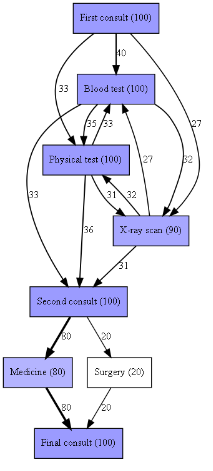 First consult (100)
40
33
27
Blood test (100)
35
33
Physical test (100)
27
32
33
31
32
36
X-ray scan (90)
31
Second consult (100)
80
20
Medicine (80)
Surgery (20)
80
20
Final consult (100)